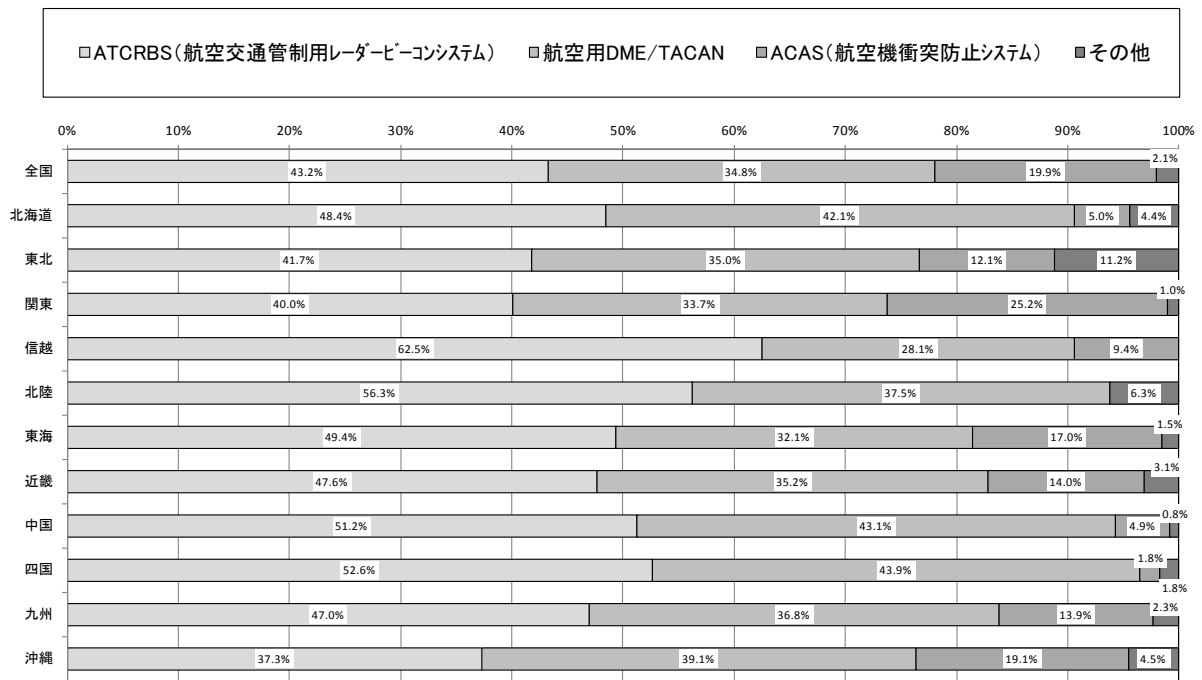 □ATCRBS（航空交通管制用レーダービーコンシステム） ■航空用DME/TACAN ■ACAS（航空機衝突防止システム） ■その他
0% 10% 20% 30% 40% 50% 60% 70% 80% 90% 100%
全国 43.2% 34.8% 19.9% 2.1%
北海道 48.4% 42.1% 5.0% 4.4%
東北 41.7% 35.0% 12.1% 11.2%
関東 40.0% 33.7% 25.2% 1.0%
信越 62.5% 28.1% 9.4%
北陸 56.3% 37.5% 6.3%
東海 49.4% 32.1% 17.0% 1.5%
近畿 47.6% 35.2% 14.0% 3.1%
中国 51.2% 43.1% 4.9% 0.8%
四国 52.6% 43.9% 1.8% 1.8%
九州 47.0% 36.8% 13.9% 2.3%
沖縄 37.3% 39.1% 19.1% 4.5%